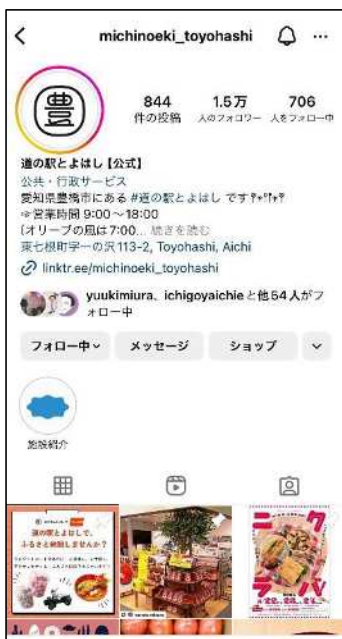 michinoeki_toyohashi
豊
844
1.5万
706
件の投稿
人のフォロワー
人をフォロー中
道の駅とよはし【公式】
公共・行政サービス
愛知県豊橋市にある #道の駅とよはし です
営業時間 9:00～18:00
(オリーブの風は7:00... 続きを読む
東七根町字一の沢113-2, Toyohashi, Aichi
linktr.ee/michinoeki_toyohashi
yuukimiura、ichigoyaichieと他54人がフ
ォロー中
フォロー中
メッセージ
ショップ
施設紹介
道の駅とよはしで、
ふるさと納税しませんか?
ニク
ラバ